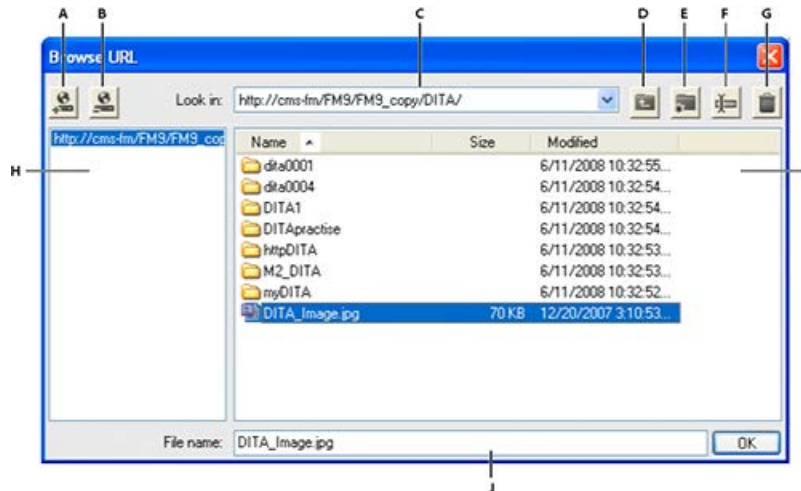 A B C D E F G
Browse URL
Look in: http://cms-fm/FM9/FM9_copy/DITA/
http://cms-fm/FM9/FM9_cop
Name Size Modified
dita0001 6/11/2008 10:32:55...
dita0004 6/11/2008 10:32:54...
DITA1 6/11/2008 10:32:54...
DITApractise 6/11/2008 10:32:54...
httpDITA 6/11/2008 10:32:53...
M2_DITA 6/11/2008 10:32:53...
myDITA 6/11/2008 10:32:52...
DITA_Image.jpg 70 KB 12/20/2007 3:10:53...
H
File name: DITA_Image.jpg OK
J